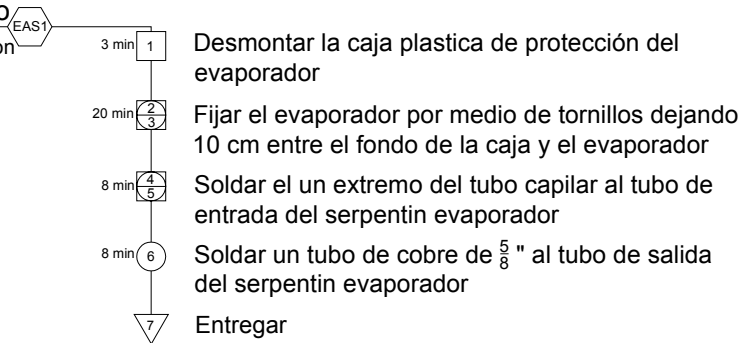 EAS1
3 min 1 Desmontar la caja plastica de protección del
evaporador
20 min 2 3 Fijar el evaporador por medio de tornillos dejando
10 cm entre el fondo de la caja y el evaporador
8 min 4 5 Soldar el un extremo del tubo capilar al tubo de
entrada del serpentin evaporador
8 min 6 Soldar un tubo de cobre de 5/8 " al tubo de salida
del serpentin evaporador
7 Entregar